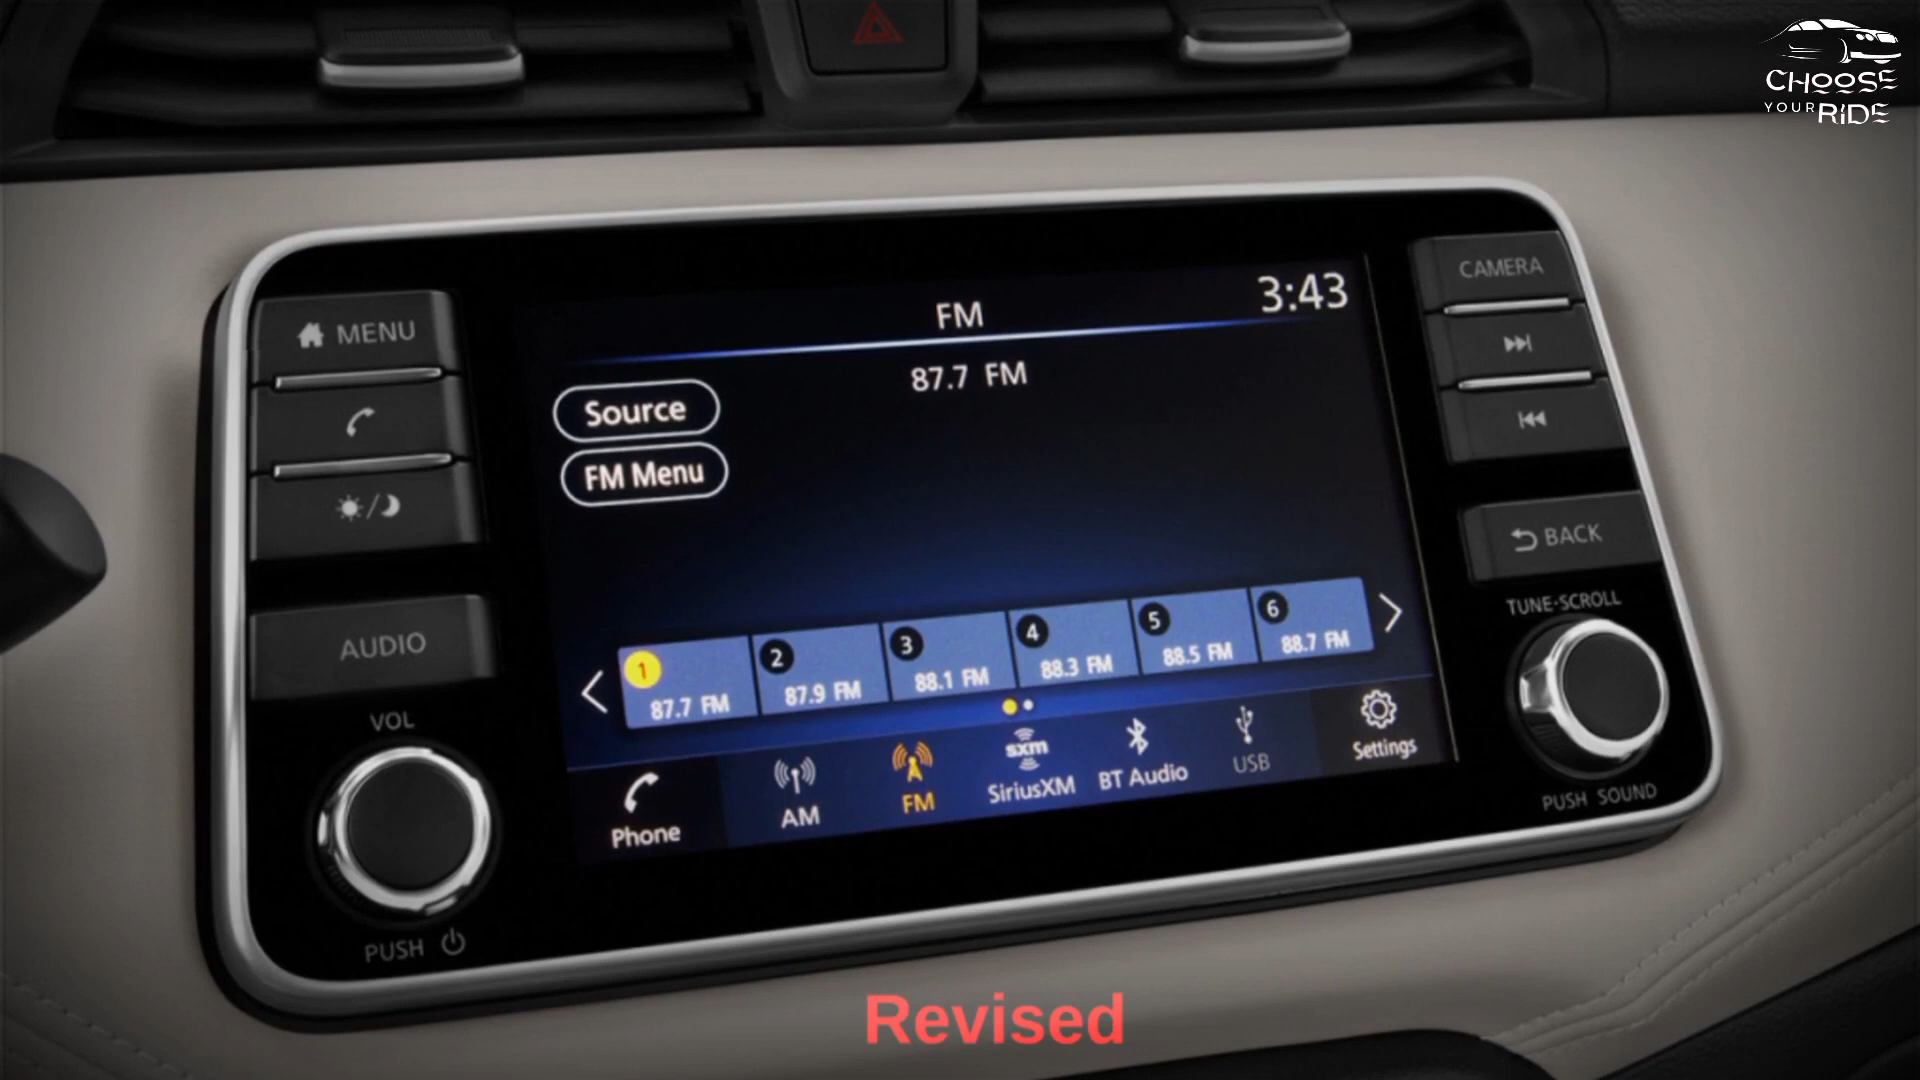 CHOOSE
YOUR RIDE
MENU
CAMERA
FM
3:43
87.7 FM
Source
FM Menu
BACK
AUDIO
TUNE·SCROLL
1
2
3
4
5
6
87.7 FM
87.9 FM
88.1 FM
88.3 FM
88.5 FM
88.7 FM
VOL
sxm
Phone
AM
FM
SiriusXM
BT Audio
USB
Settings
PUSH SOUND
PUSH
Revised